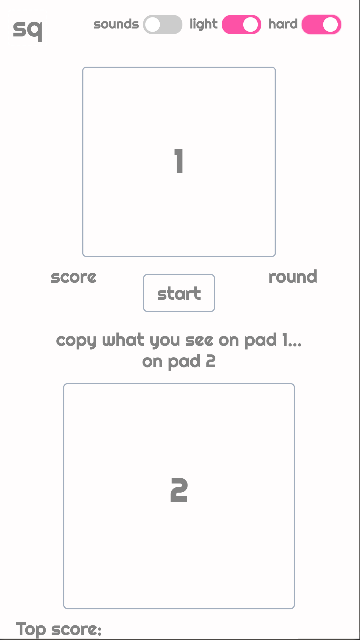 sq
sounds light hard
1
score
round
start
copy what you see on pad 1...
on pad 2
2
Top score: